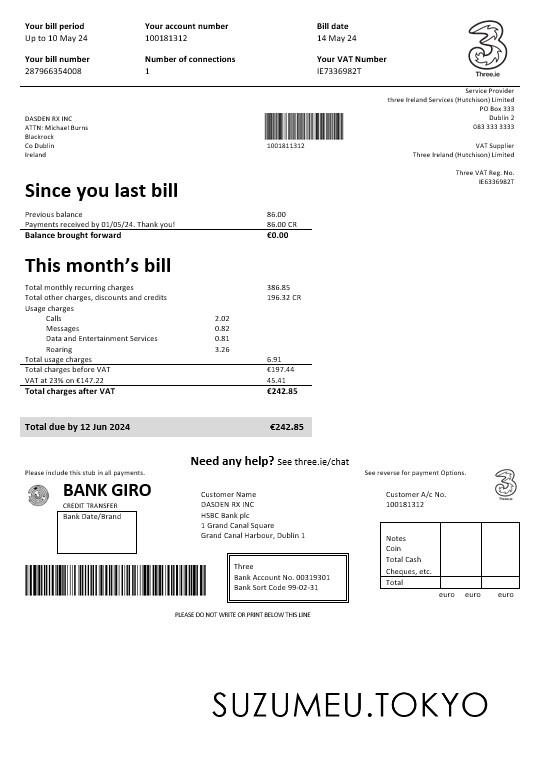 Your bill period
Up to 10 May 24
Your account number
100181312
Bill date
14 May 24
Your bill number
287966354008
Number of connections
1
Your VAT Number
IE7336982T
Three.ie
Service Provider
three Ireland Services (Hutchison) Limited
PO Box 333
Dublin 2
083 333 3333
VAT Supplier
Three Ireland (Hutchison) Limited
Three VAT Reg. No.
IE6336982T
DASDEN RX INC
ATTN: Michael Burns
Blackrock
Co Dublin
Ireland
1001811312
Since you last bill
Previous balance 86.00
Payments received by 01/05/24. Thank you! 86.00 CR
Balance brought forward €0.00
This month's bill
Total monthly recurring charges 386.85
Total other charges, discounts and credits 196.32 CR
Usage charges
Calls 2.02
Messages 0.82
Data and Entertainment Services 0.81
Roaring 3.26
Total usage charges 6.91
Total charges before VAT €197.44
VAT at 23% on €147.22 45.41
Total charges after VAT €242.85
Total due by 12 Jun 2024 €242.85
Need any help? See three.ie/chat
Please include this stub in all payments.
See reverse for payment Options.
BANK GIRO
CREDIT TRANSFER
Bank Date/Brand
Customer Name
DASDEN RX INC
HSBC Bank plc
1 Grand Canal Square
Grand Canal Harbour, Dublin 1
Customer A/c No.
100181312
Three
Bank Account No. 00319301
Bank Sort Code 99-02-31
Notes
Coin
Total Cash
Cheques, etc.
Total
euro euro euro
PLEASE DO NOT WRITE OR PRINT BELOW THIS LINE
SUZUMEU.TOKYO